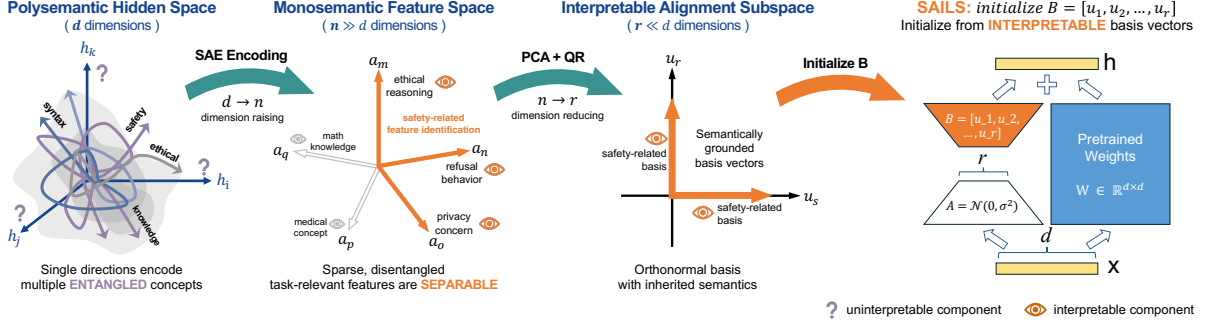 Polysemantic Hidden Space
( d dimensions )
h_k
?
syntax
safety
ethical
?
h_i
?
h_j
knowledge
Single directions encode
multiple ENTANGLED concepts
SAE Encoding
d → n
dimension raising
Monosemantic Feature Space
( n ≫ d dimensions )
a_m
ethical
reasoning
safety-related
feature identification
math
knowledge
a_q
a_n
refusal
behavior
medical
concept
a_p
a_o
privacy
concern
Sparse, disentangled
task-relevant features are SEPARABLE
PCA + QR
n → r
dimension reducing
Interpretable Alignment Subspace
( r ≪ d dimensions )
u_r
safety-related
basis
Semantically
grounded
basis vectors
safety-related
basis
u_s
Orthonormal basis
with inherited semantics
Initialize B
SAILS: initialize B = [u_1, u_2, …, u_r]
Initialize from INTERPRETABLE basis vectors
h
B = [u_1, u_2,
…, u_r]
r
A = 𝒩(0, σ²)
Pretrained
Weights
W ∈ ℝ^{d×d}
d
x
? uninterpretable component
interpretable component